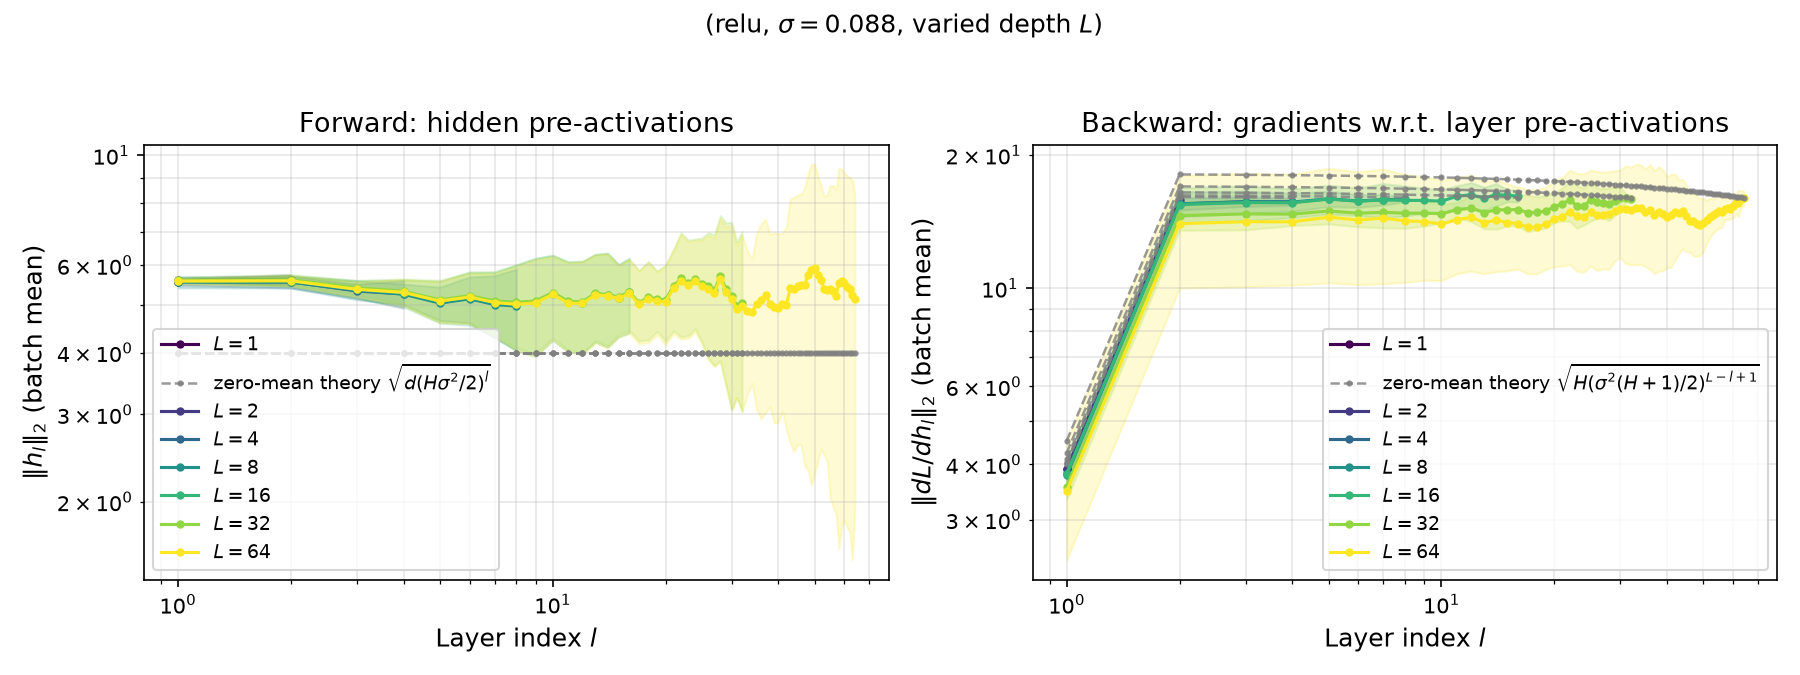 (relu, σ = 0.088, varied depth L)
Forward: hidden pre-activations
10¹
6 × 10⁰
4 × 10⁰
3 × 10⁰
2 × 10⁰
‖hₗ‖₂ (batch mean)
L = 1
zero-mean theory √(d(Hσ²/2)ˡ)
L = 2
L = 4
L = 8
L = 16
L = 32
L = 64
10⁰
10¹
Layer index l
Backward: gradients w.r.t. layer pre-activations
2 × 10¹
10¹
6 × 10⁰
4 × 10⁰
3 × 10⁰
‖dL/dhₗ‖₂ (batch mean)
L = 1
zero-mean theory √(H(σ²(H + 1)/2)ᴸ⁻ˡ⁺¹)
L = 2
L = 4
L = 8
L = 16
L = 32
L = 64
10⁰
10¹
Layer index l